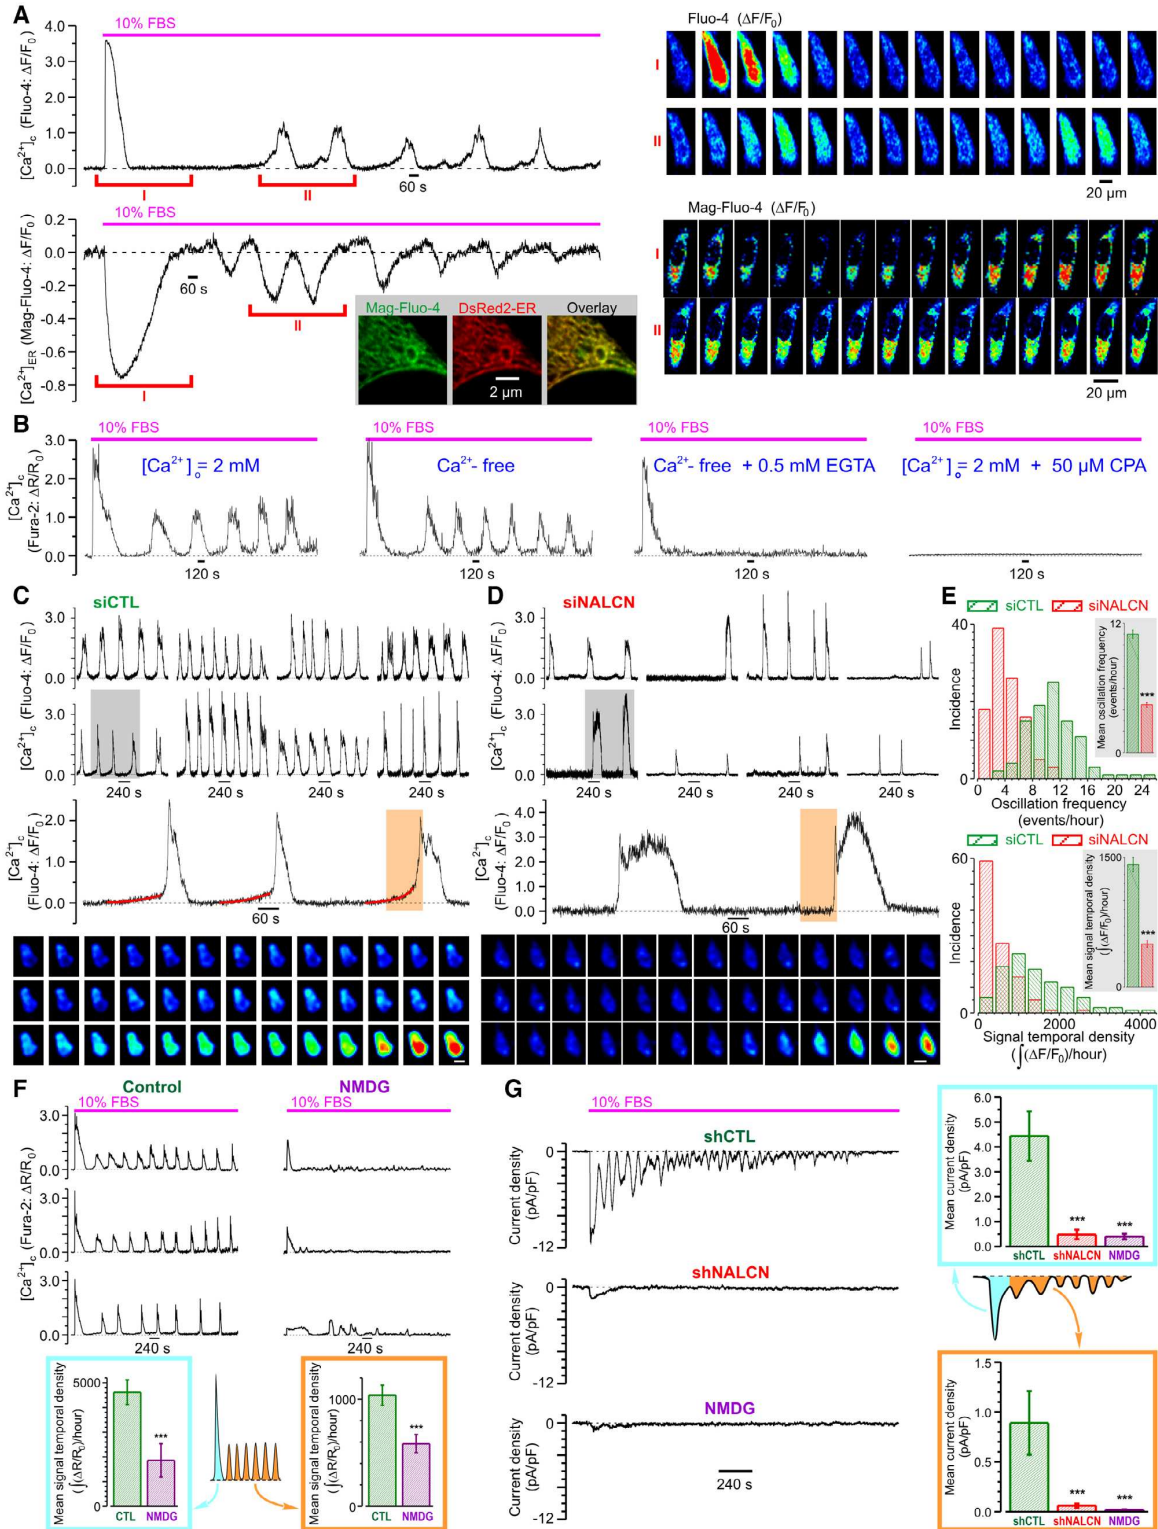 A
10% FBS
[Ca²⁺]c (Fluo-4: ΔF/F₀)
4.0
3.0
2.0
1.0
0.0
I
II
60 s
Fluo-4 (ΔF/F₀)
I
II
20 µm
10% FBS
[Ca²⁺]ER (Mag-Fluo-4: ΔF/F₀)
0.2
0.0
-0.2
-0.4
-0.6
-0.8
60 s
I
II
Mag-Fluo-4
DsRed2-ER
Overlay
2 µm
Mag-Fluo-4 (ΔF/F₀)
I
II
20 µm
B
[Ca²⁺]c
(Fura-2: ΔR/R₀)
3.0
2.0
1.0
0.0
10% FBS
[Ca²⁺]o = 2 mM
120 s
10% FBS
Ca²⁺- free
120 s
10% FBS
Ca²⁺- free + 0.5 mM EGTA
120 s
10% FBS
[Ca²⁺]o = 2 mM + 50 µM CPA
120 s
C
siCTL
[Ca²⁺]c (Fluo-4: ΔF/F₀)
3.0
0.0
3.0
0.0
240 s
240 s
240 s
240 s
[Ca²⁺]c
(Fluo-4: ΔF/F₀)
2.0
1.0
0.0
60 s
D
siNALCN
[Ca²⁺]c (Fluo-4: ΔF/F₀)
3.0
0.0
3.0
0.0
240 s
240 s
240 s
240 s
[Ca²⁺]c
(Fluo-4: ΔF/F₀)
4.0
3.0
2.0
1.0
0.0
60 s
E
siCTL
siNALCN
40
0
Incidence
0
4
8
12
16
20
24
Oscillation frequency
(events/hour)
Mean oscillation frequency
(events/hour)
12
0
***
siCTL
siNALCN
60
0
Incidence
0
2000
4000
Signal temporal density
(∫(ΔF/F₀)/hour)
Mean signal temporal density
(∫(ΔF/F₀)/hour)
1500
0
***
F
Control
NMDG
10% FBS
10% FBS
[Ca²⁺]c (Fura-2: ΔR/R₀)
3.0
0.0
3.0
0.0
3.0
0.0
240 s
240 s
Mean signal temporal density
(∫(ΔR/R₀)/hour)
5000
0
***
CTL
NMDG
Mean signal temporal density
(∫(ΔR/R₀)/hour)
1000
0
***
CTL
NMDG
G
10% FBS
shCTL
Current density
(pA/pF)
0
-12
shNALCN
Current density
(pA/pF)
0
-12
NMDG
Current density
(pA/pF)
0
-12
240 s
Mean current density
(pA/pF)
6.0
5.0
4.0
3.0
2.0
1.0
0.0
***
***
shCTL
shNALCN
NMDG
Mean current density
(pA/pF)
1.5
1.0
0.5
0.0
***
***
shCTL
shNALCN
NMDG